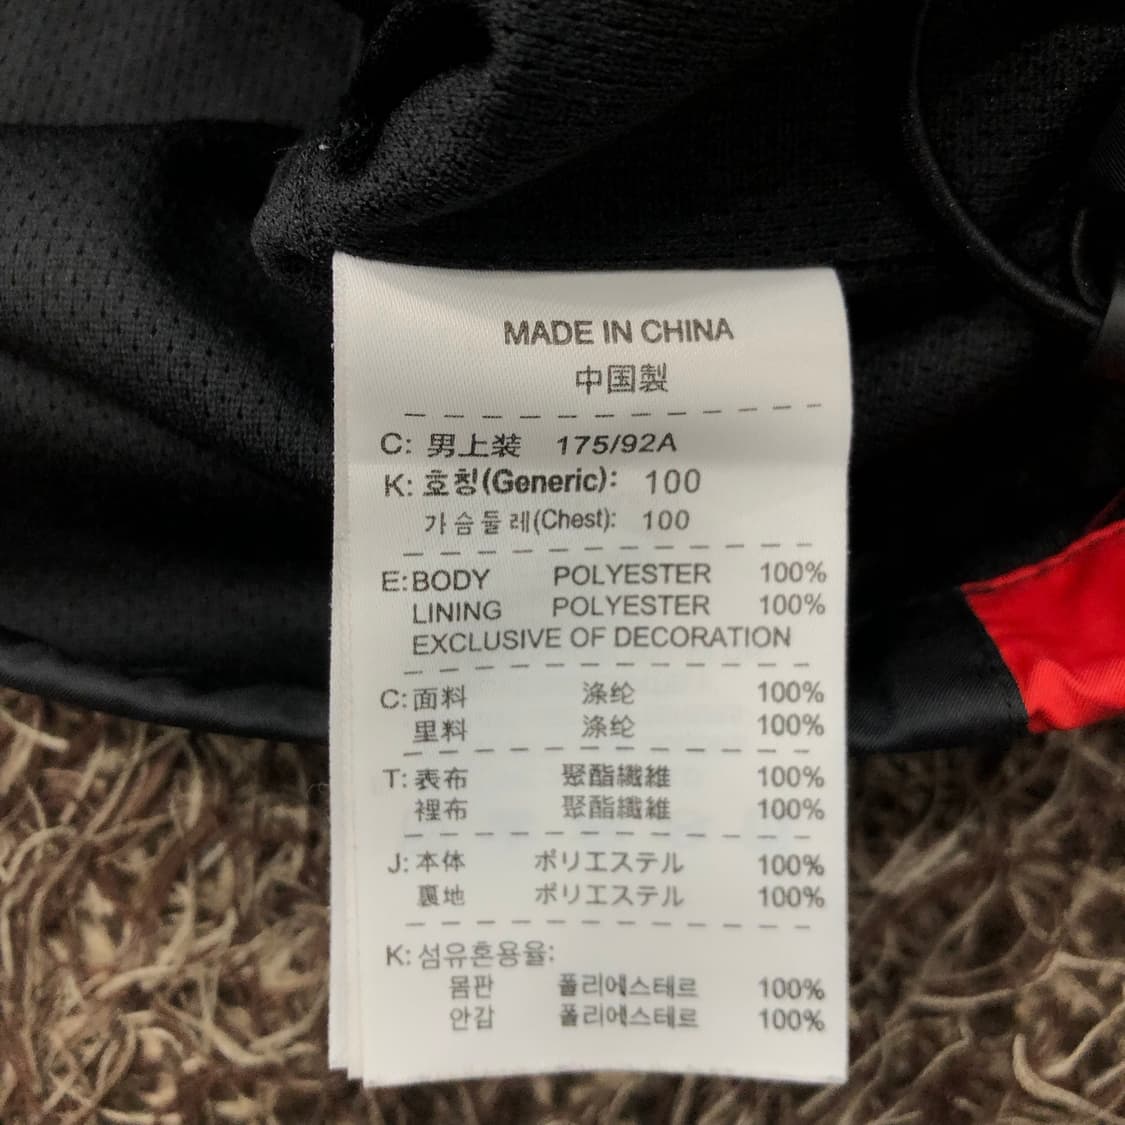 MADE IN CHINA
中国製
C: 男上装 175/92A
K: 호칭(Generic): 100
가슴둘레(Chest): 100
E: BODY POLYESTER 100%
LINING POLYESTER 100%
EXCLUSIVE OF DECORATION
C: 面料 涤纶 100%
里料 涤纶 100%
T: 表布 聚酯纖維 100%
裡布 聚酯纖維 100%
J: 本体 ポリエステル 100%
裏地 ポリエステル 100%
K: 섬유혼용율:
몸판 폴리에스테르 100%
안감 폴리에스테르 100%